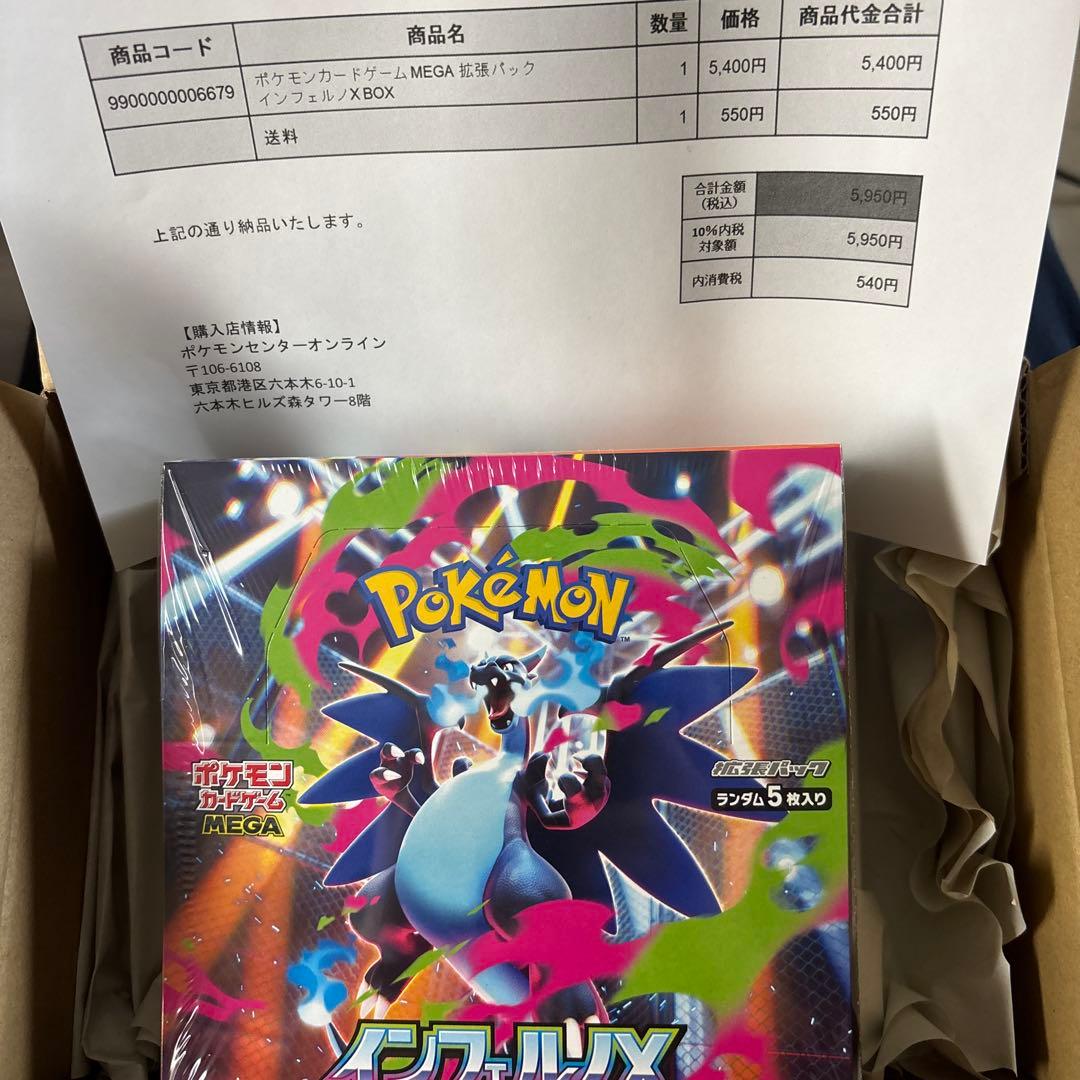 商品コード 商品名 数量 価格 商品代金合計
9900000006679 ポケモンカードゲームMEGA 拡張パック
インフェルノX BOX 1 5,400円 5,400円
送料 1 550円 550円
合計金額
(税込) 5,950円
10%内税
対象額 5,950円
内消費税 540円
上記の通り納品いたします。
【購入店情報】
ポケモンセンターオンライン
〒106-6108
東京都港区六本木6-10-1
六本木ヒルズ森タワー8階
POKéMON
TM
ポケモン
カードゲーム
MEGA
拡張パック
ランダム5枚入り
インフェルノX